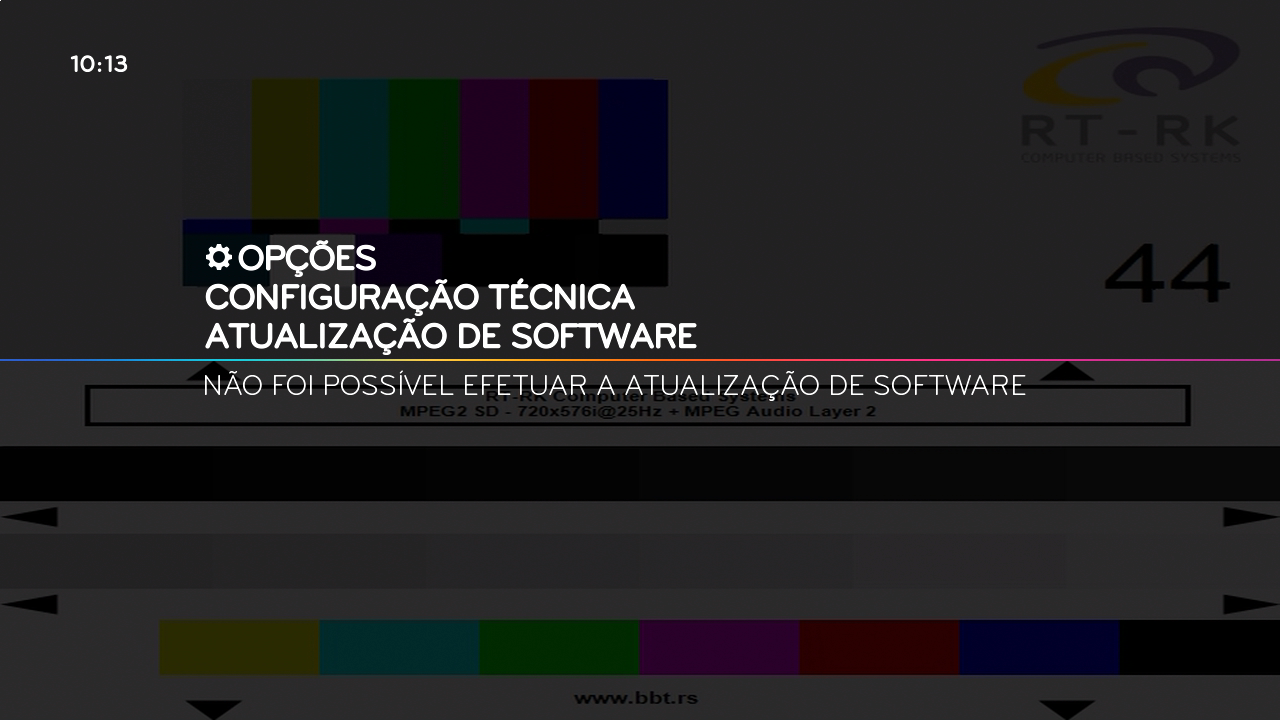 10:13
RT-RK
COMPUTER BASED SYSTEMS
OPÇÕES
44
CONFIGURAÇÃO TÉCNICA
ATUALIZAÇÃO DE SOFTWARE
NÃO FOI POSSÍVEL EFETUAR A ATUALIZAÇÃO DE SOFTWARE
RT-RK Computer Based Systems
MPEG2 SD - 720x576i@25Hz + MPEG Audio Layer 2
www.bbt.rs